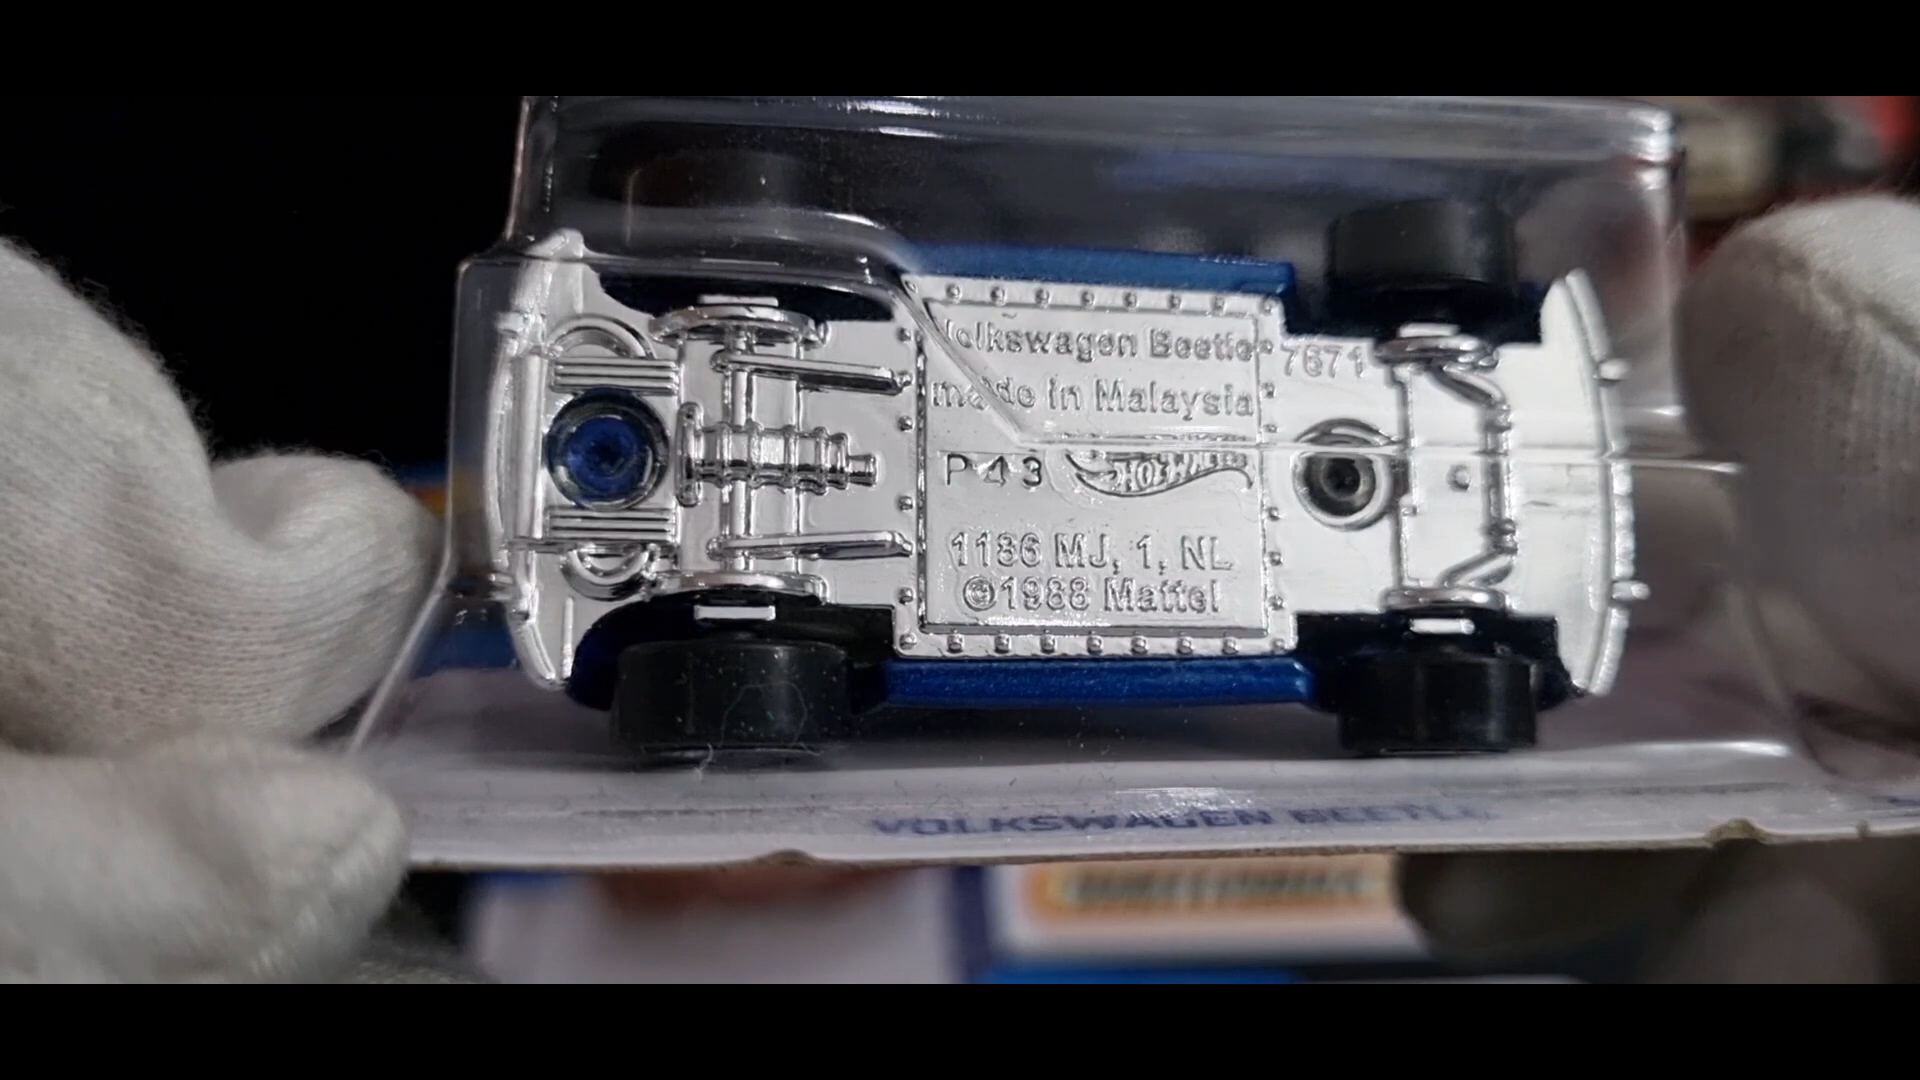 Volkswagen Beetle
7671
made in Malaysia
P43 HOT WHEELS
1186 MJ, 1, NL
©1988 Mattel
VOLKSWAGEN BEETLE